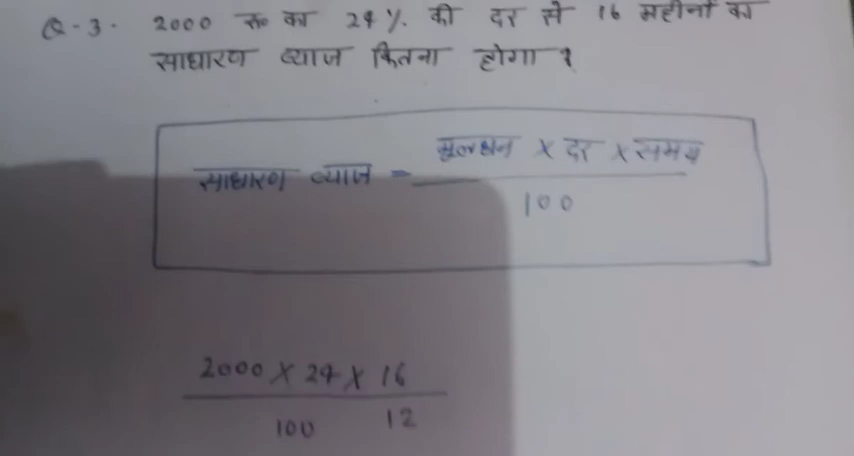 Q-3. 2000 रू० का 24%. की दर से 16 महीनों का
साधारण ब्याज कितना होगा ?
साधारण ब्याज = मूलधन × दर × समय
100
2000 × 24 × 16
100 12